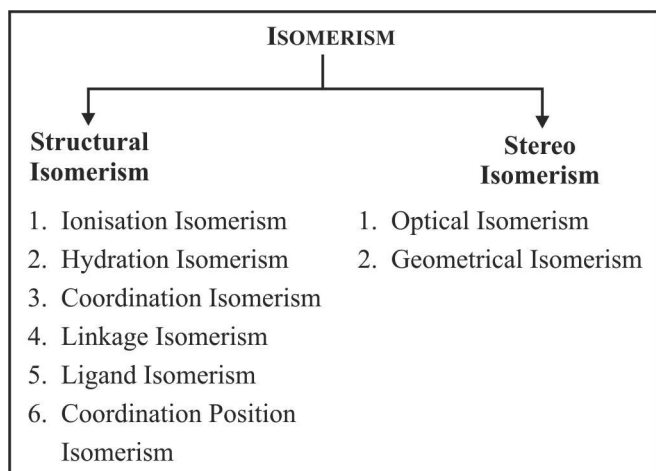 ISOMERISM
Structural
Isomerism
1. Ionisation Isomerism
2. Hydration Isomerism
3. Coordination Isomerism
4. Linkage Isomerism
5. Ligand Isomerism
6. Coordination Position
Isomerism
Stereo
Isomerism
1. Optical Isomerism
2. Geometrical Isomerism